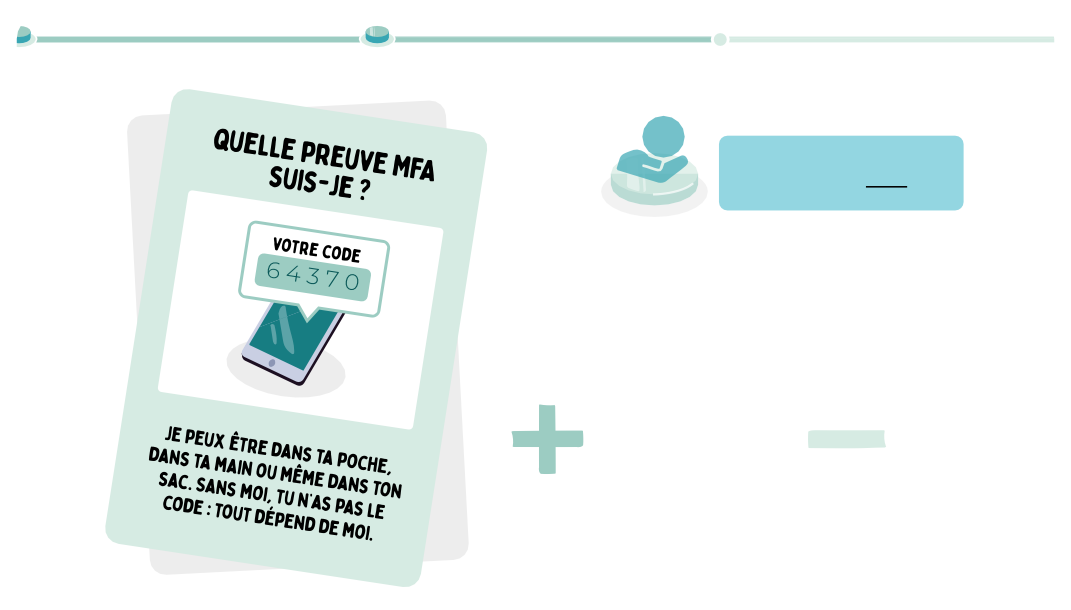 QUELLE PREUVE MFA
SUIS-JE ?
VOTRE CODE
64370
JE PEUX ÊTRE DANS TA POCHE,
DANS TA MAIN OU MÊME DANS TON
SAC. SANS MOI, TU N'AS PAS LE
CODE : TOUT DÉPEND DE MOI.